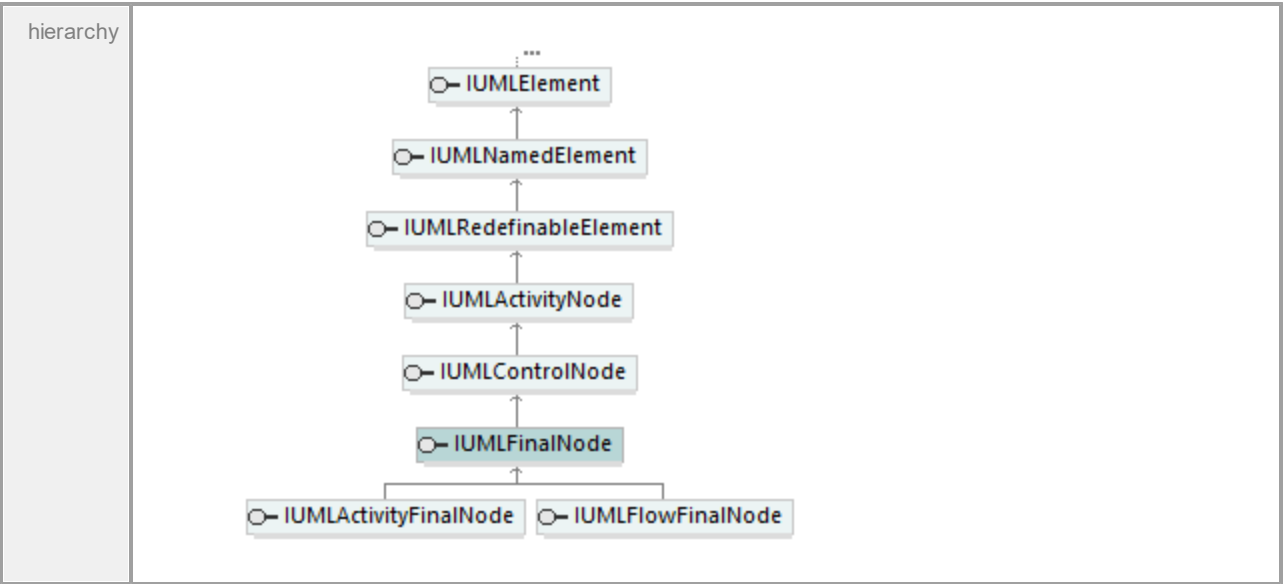 hierarchy
...
IUMLElement
IUMLNamedElement
IUMLRedefinableElement
IUMLActivityNode
IUMLControlNode
IUMLFinalNode
IUMLActivityFinalNode IUMLFlowFinalNode